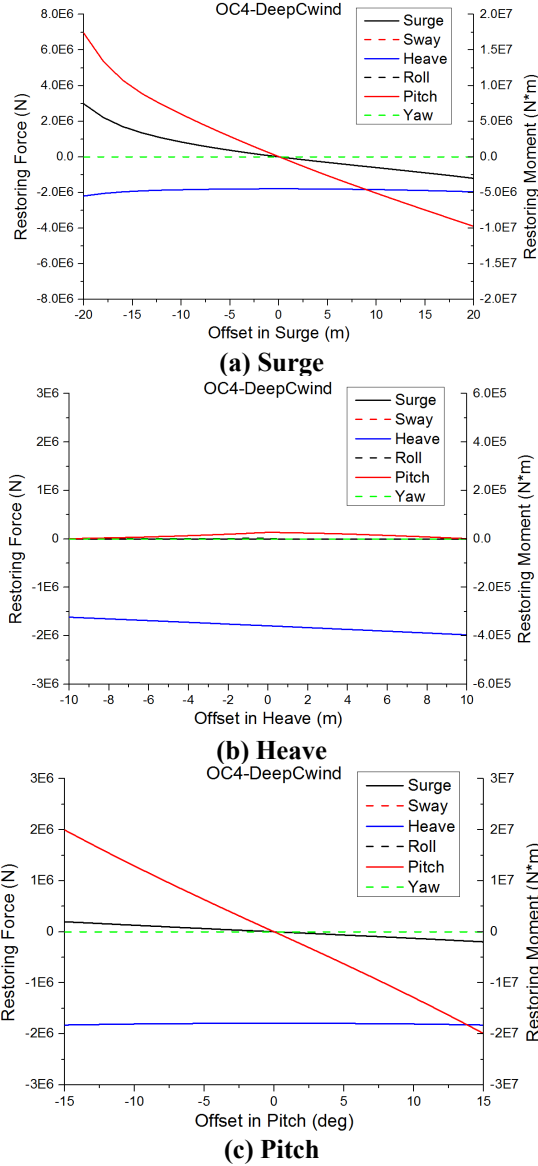 OC4-DeepCwind
8.0E6
6.0E6
4.0E6
2.0E6
0.0
-2.0E6
-4.0E6
-6.0E6
-8.0E6
Restoring Force (N)
2.0E7
1.5E7
1.0E7
5.0E6
0.0
-5.0E6
-1.0E7
-1.5E7
-2.0E7
Restoring Moment (N*m)
Surge
Sway
Heave
Roll
Pitch
Yaw
-20 -15 -10 -5 0 5 10 15 20
Offset in Surge (m)
(a) Surge
OC4-DeepCwind
3E6
2E6
1E6
0
-1E6
-2E6
-3E6
Restoring Force (N)
6.0E5
4.0E5
2.0E5
0.0
-2.0E5
-4.0E5
-6.0E5
Restoring Moment (N*m)
Surge
Sway
Heave
Roll
Pitch
Yaw
-10 -8 -6 -4 -2 0 2 4 6 8 10
Offset in Heave (m)
(b) Heave
OC4-DeepCwind
3E6
2E6
1E6
0
-1E6
-2E6
-3E6
Restoring Force (N)
3E7
2E7
1E7
0
-1E7
-2E7
-3E7
Restoring Moment (N*m)
Surge
Sway
Heave
Roll
Pitch
Yaw
-15 -10 -5 0 5 10 15
Offset in Pitch (deg)
(c) Pitch